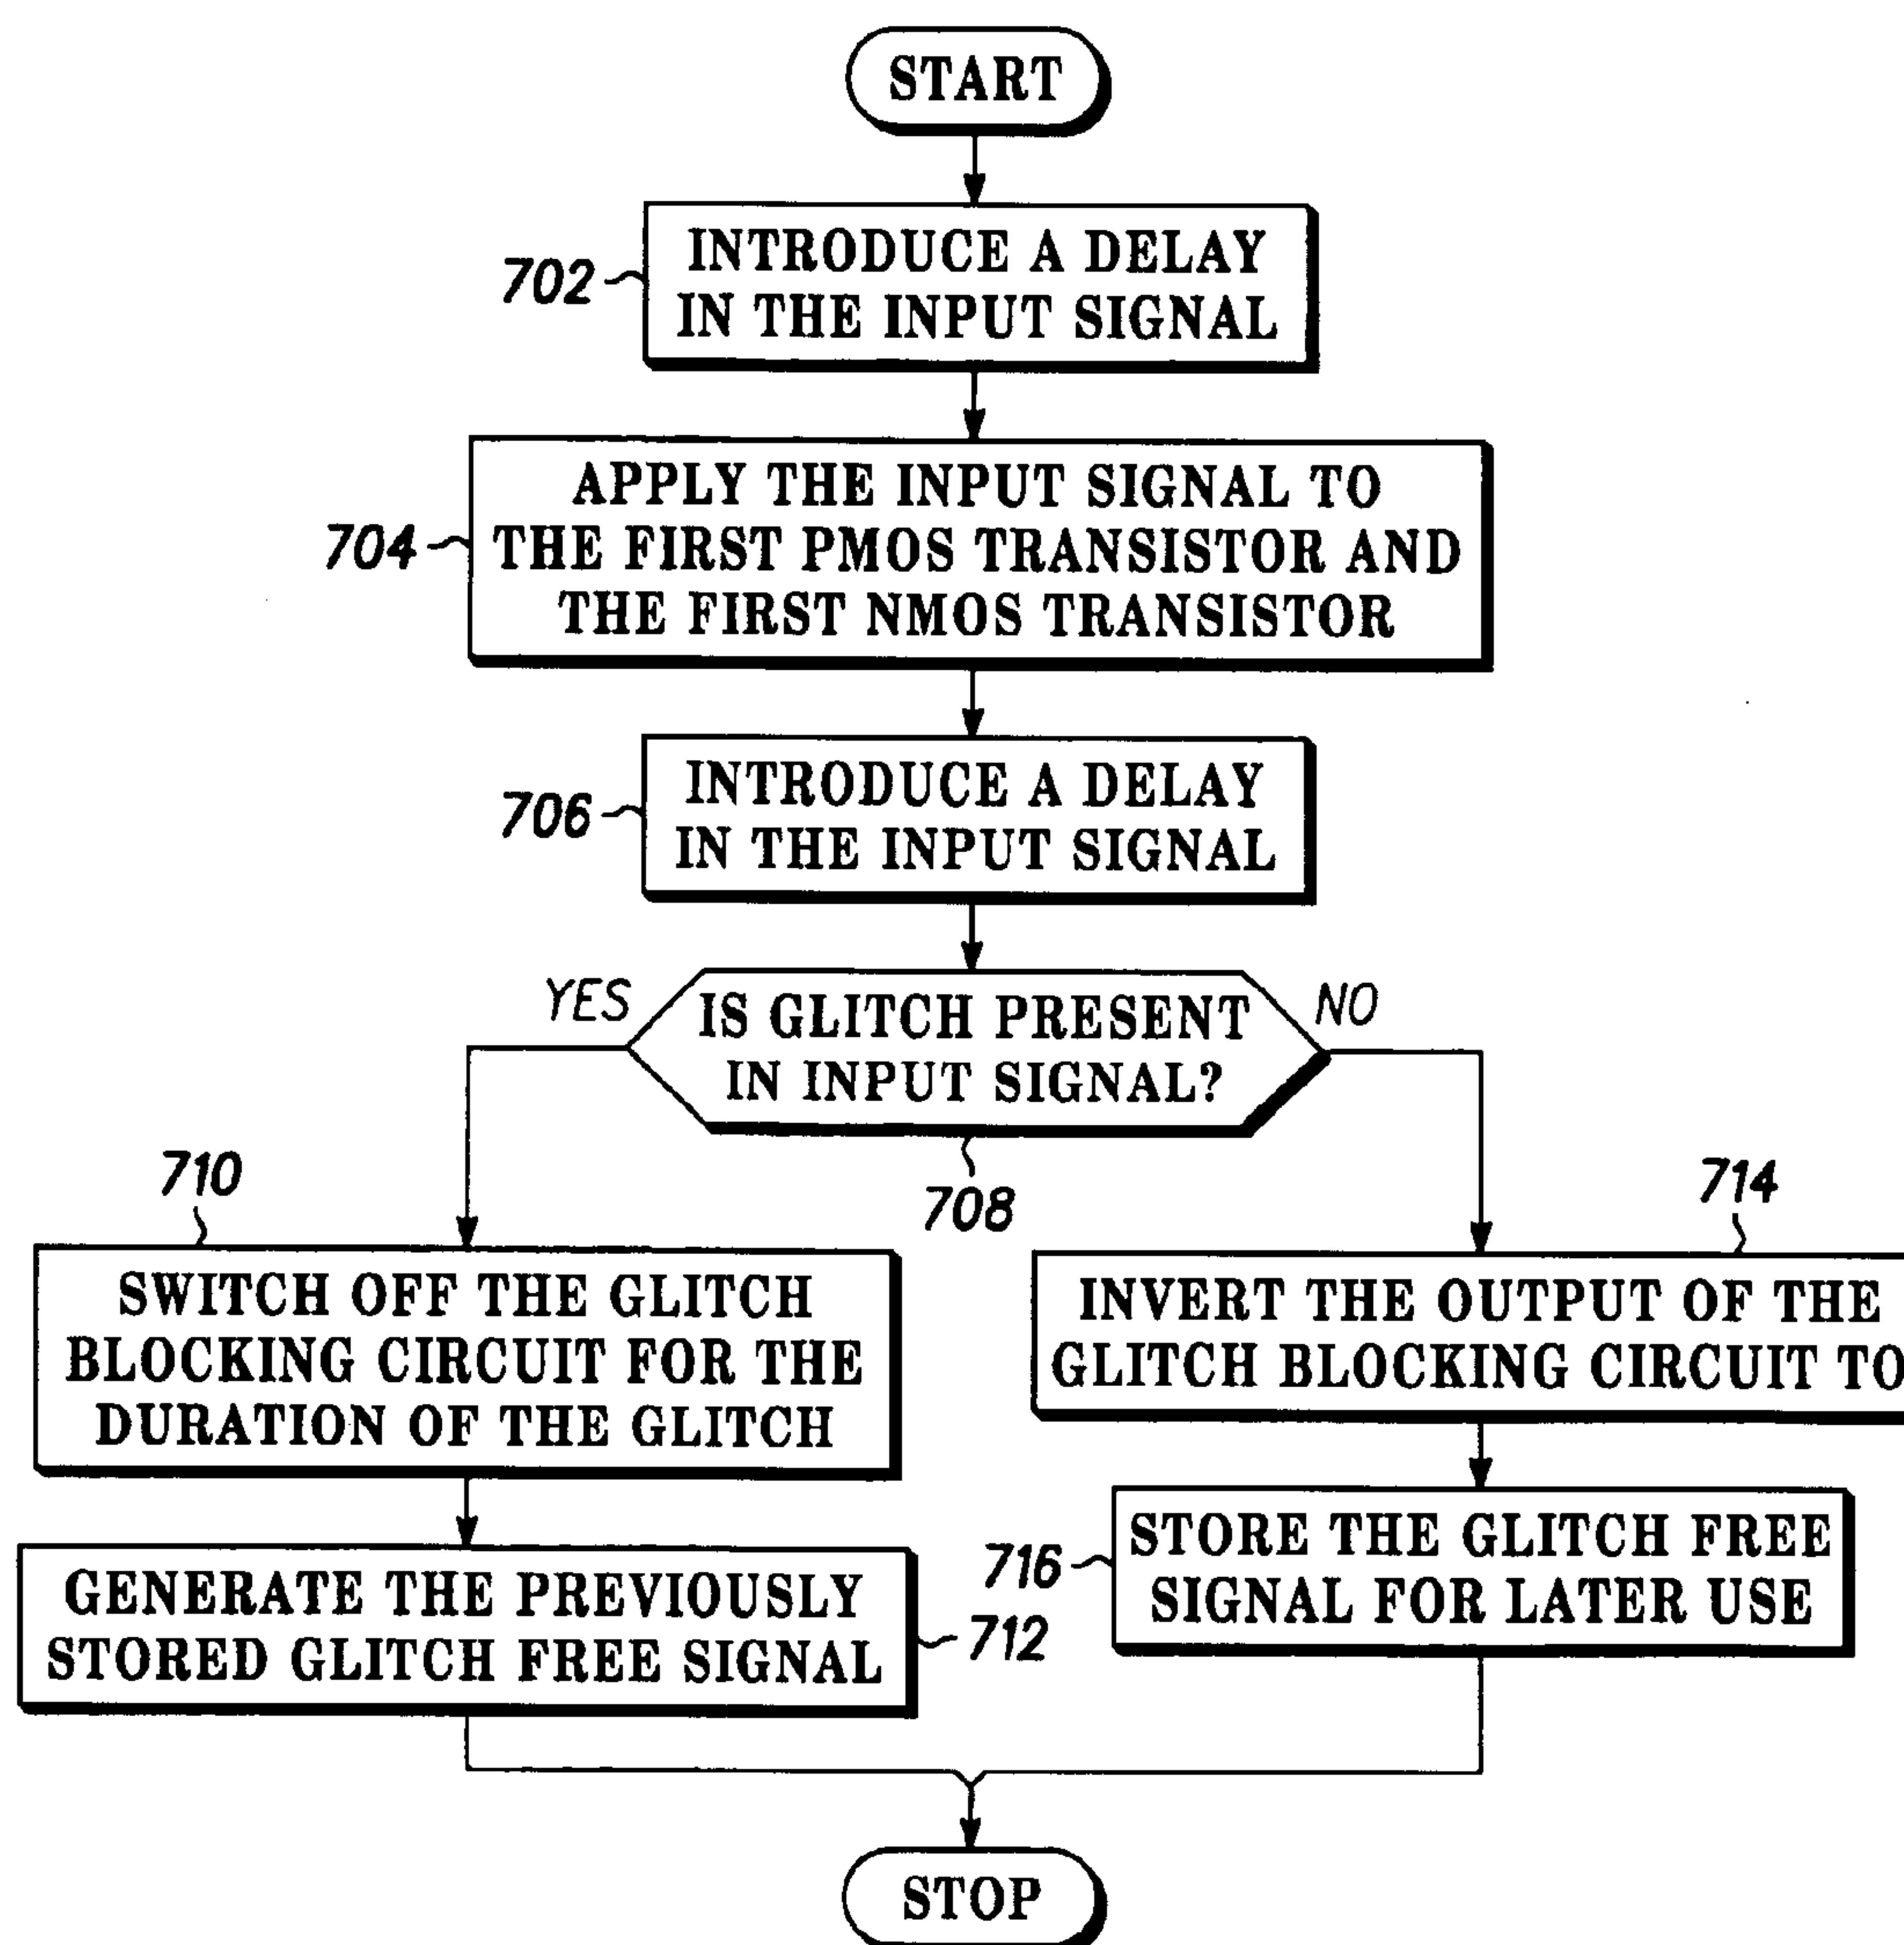 START
702
INTRODUCE A DELAY
IN THE INPUT SIGNAL
704
APPLY THE INPUT SIGNAL TO
THE FIRST PMOS TRANSISTOR AND
THE FIRST NMOS TRANSISTOR
706
INTRODUCE A DELAY
IN THE INPUT SIGNAL
YES
IS GLITCH PRESENT
IN INPUT SIGNAL?
NO
708
710
SWITCH OFF THE GLITCH
BLOCKING CIRCUIT FOR THE
DURATION OF THE GLITCH
714
INVERT THE OUTPUT OF THE
GLITCH BLOCKING CIRCUIT TO
GENERATE THE PREVIOUSLY
STORED GLITCH FREE SIGNAL
712
716
STORE THE GLITCH FREE
SIGNAL FOR LATER USE
STOP